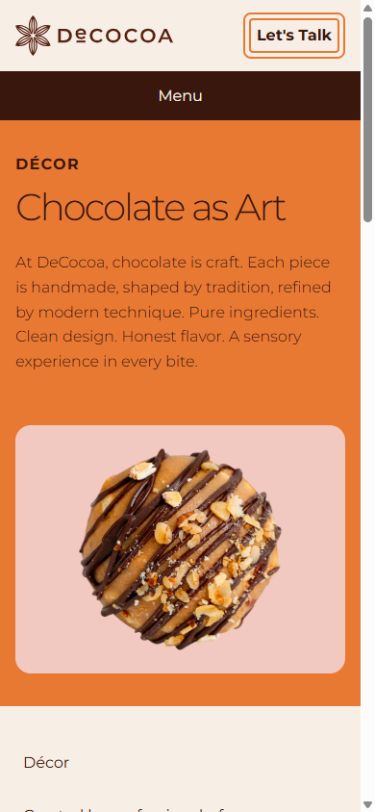 DeCOCOA
Let's Talk
Menu
DÉCOR
Chocolate as Art
At DeCocoa, chocolate is craft. Each piece
is handmade, shaped by tradition, refined
by modern technique. Pure ingredients.
Clean design. Honest flavor. A sensory
experience in every bite.
Décor